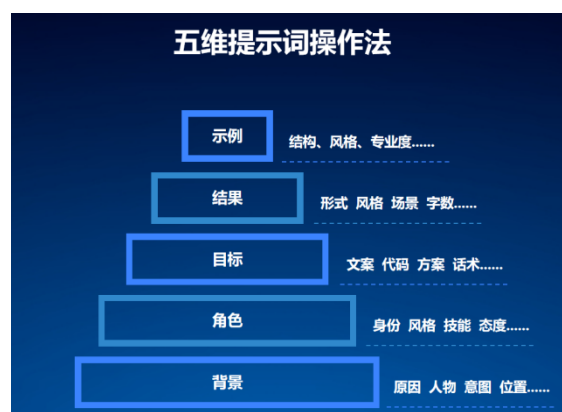 五维提示词操作法
示例
结构、风格、专业度......
结果
形式 风格 场景 字数......
目标
文案 代码 方案 话术......
角色
身份 风格 技能 态度......
背景
原因 人物 意图 位置......